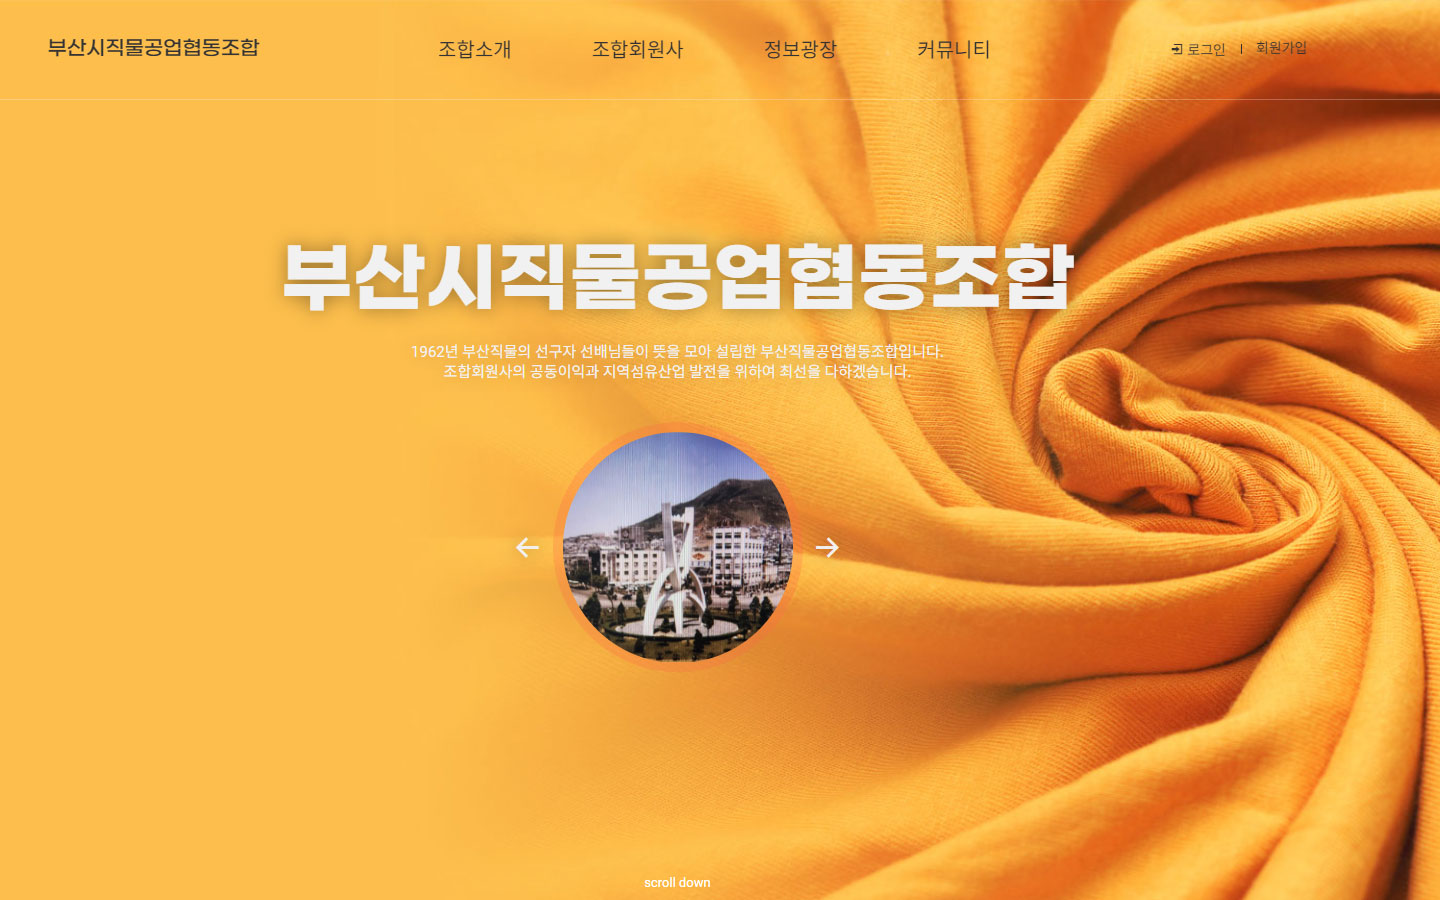 부산시직물공업협동조합
조합소개
조합회원사
정보광장
커뮤니티
로그인
회원가입
부산시직물공업협동조합
1962년 부산직물의 선구자 선배님들이 뜻을 모아 설립한 부산직물공업협동조합입니다.
조합회원사의 공동이익과 지역섬유산업 발전을 위하여 최선을 다하겠습니다.
scroll down